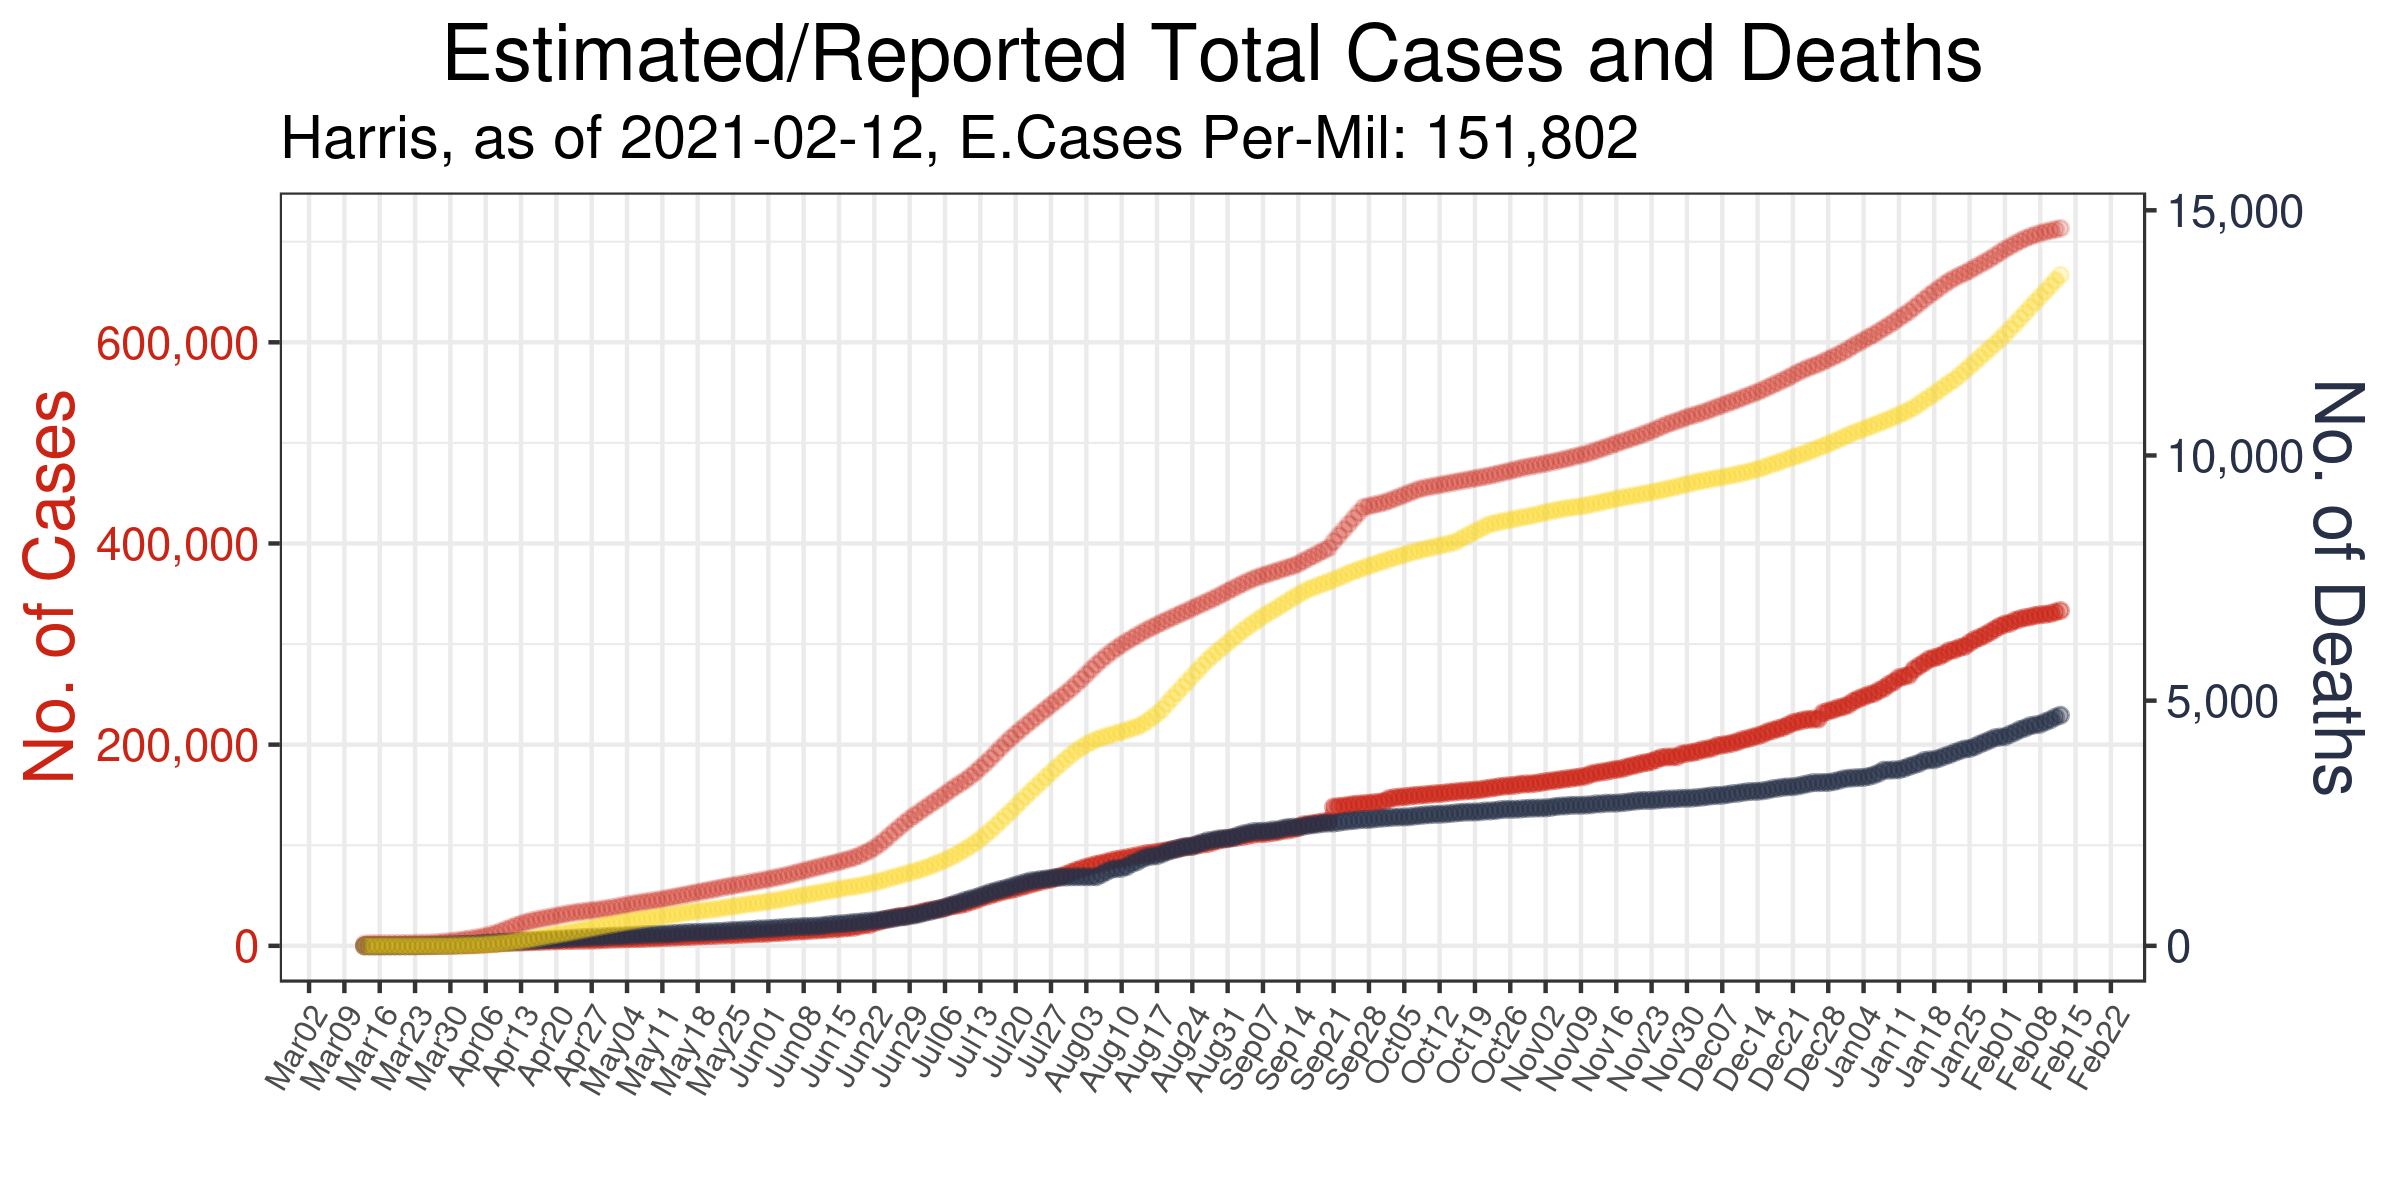 Estimated/Reported Total Cases and Deaths
Harris, as of 2021-02-12, E.Cases Per-Mil: 151,802
No. of Cases
600,000
400,000
200,000
0
15,000
10,000
5,000
0
No. of Deaths
Mar02 Mar09 Mar16 Mar23 Mar30 Apr06 Apr13 Apr20 Apr27 May04 May11 May18 May25 Jun01 Jun08 Jun15 Jun22 Jun29 Jul06 Jul13 Jul20 Jul27 Aug03 Aug10 Aug17 Aug24 Aug31 Sep07 Sep14 Sep21 Sep28 Oct05 Oct12 Oct19 Oct26 Nov02 Nov09 Nov16 Nov23 Nov30 Dec07 Dec14 Dec21 Dec28 Jan04 Jan11 Jan18 Jan25 Feb01 Feb08 Feb15 Feb22